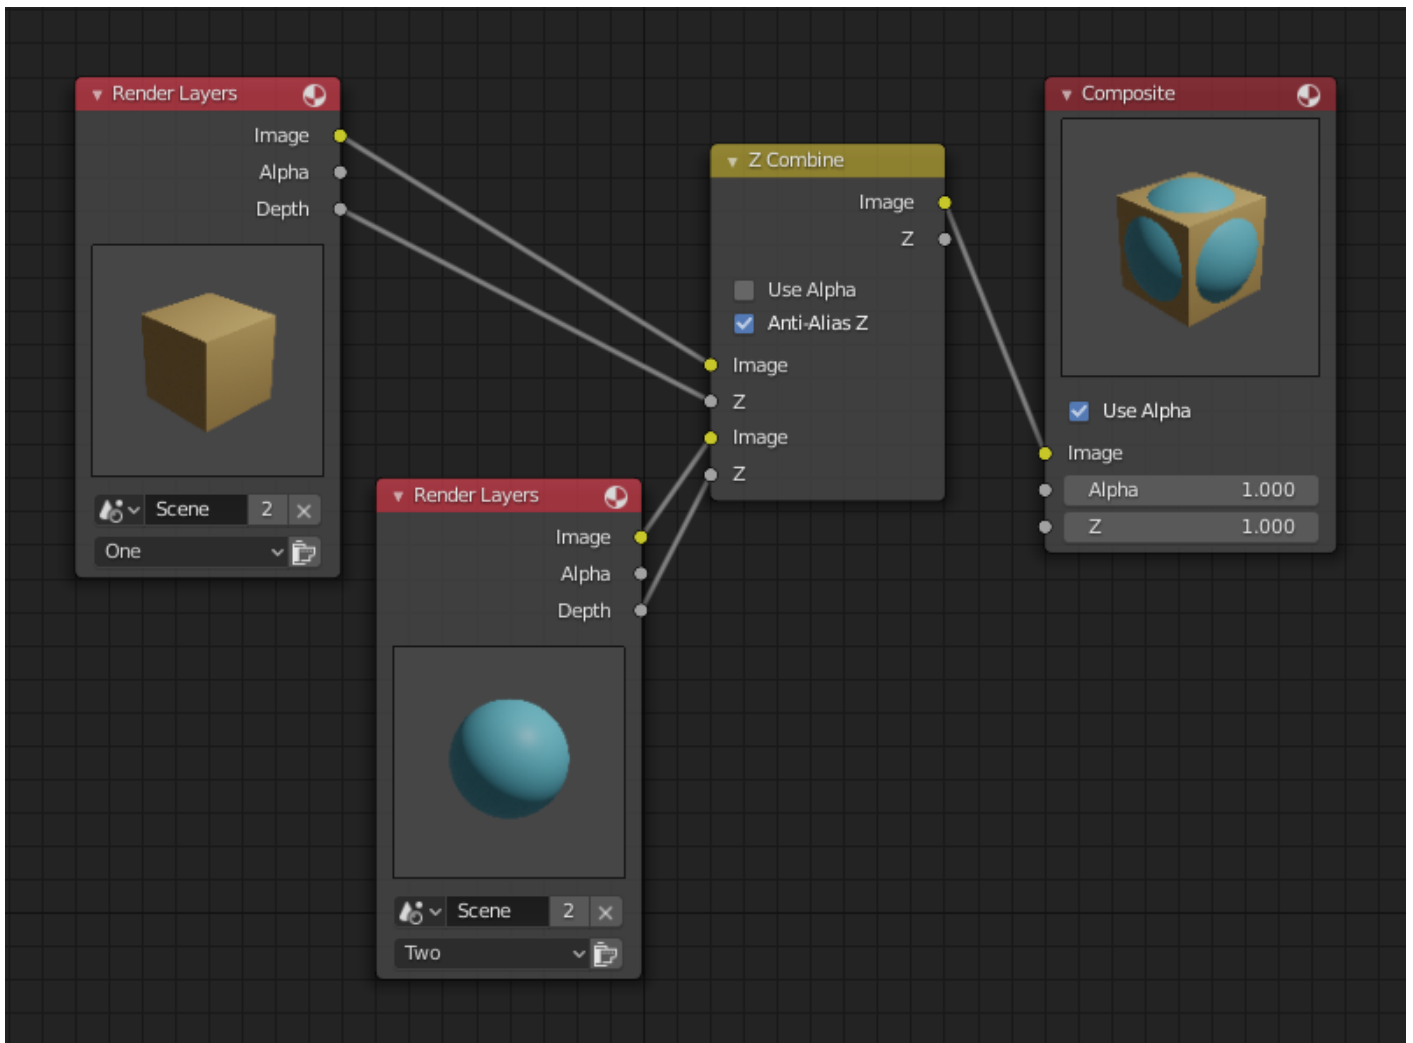 Render Layers
Image
Alpha
Depth
Scene 2
One
Render Layers
Image
Alpha
Depth
Scene 2
Two
Z Combine
Image
Z
Use Alpha
Anti-Alias Z
Image
Z
Image
Z
Composite
Use Alpha
Image
Alpha 1.000
Z 1.000